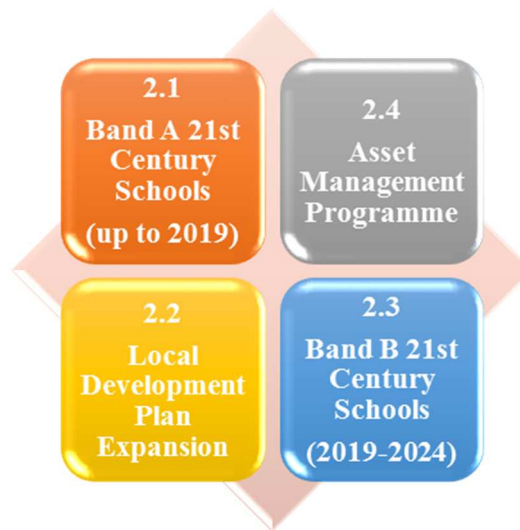 2.1
Band A 21st
Century
Schools
(up to 2019)
2.4
Asset
Management
Programme
2.2
Local
Development
Plan
Expansion
2.3
Band B 21st
Century
Schools
(2019-2024)